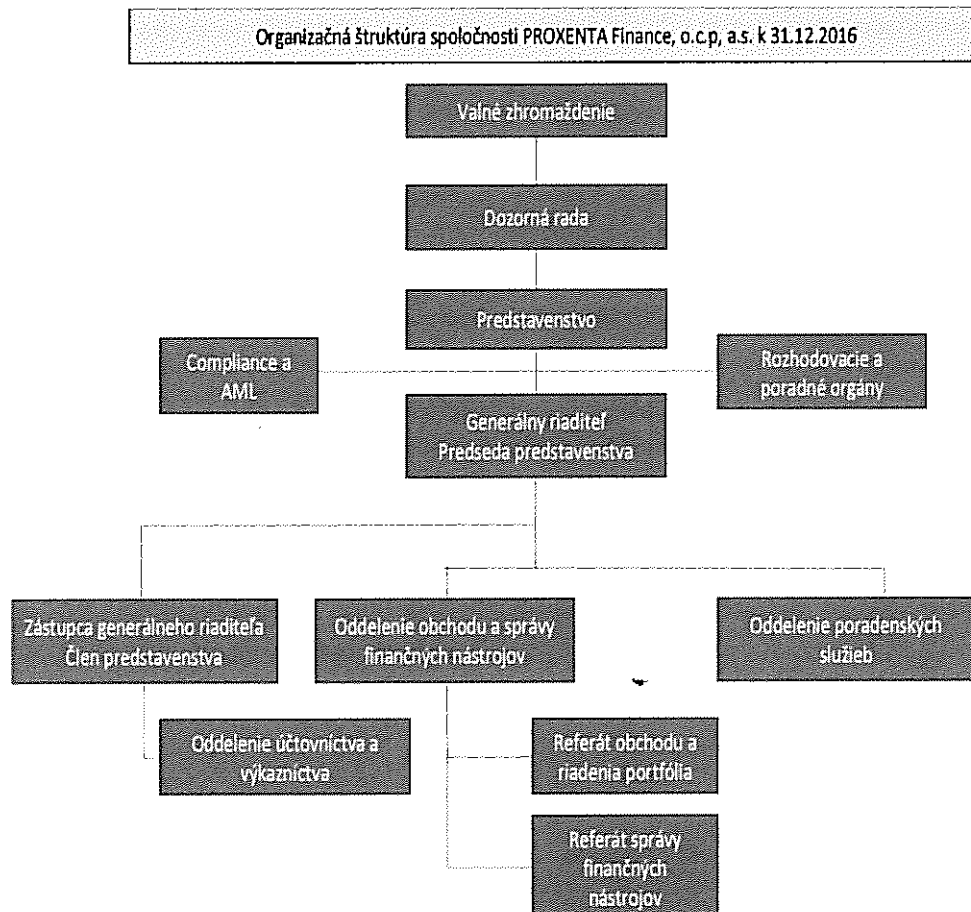 Organizačná štruktúra spoločnosti PROXENTA Finance, o.c.p, a.s. k 31.12.2016
Valné zhromaždenie
Dozorná rada
Predstavenstvo
Compliance a
AML
Rozhodovacie a
poradné orgány
Generálny riaditeľ
Predseda predstavenstva
Zástupca generálneho riaditeľa
Člen predstavenstva
Oddelenie obchodu a správy
finančných nástrojov
Oddelenie poradenských
služieb
Oddelenie účtovníctva a
výkazníctva
Referát obchodu a
riadenia portfólia
Referát správy
finančných
nástrojov